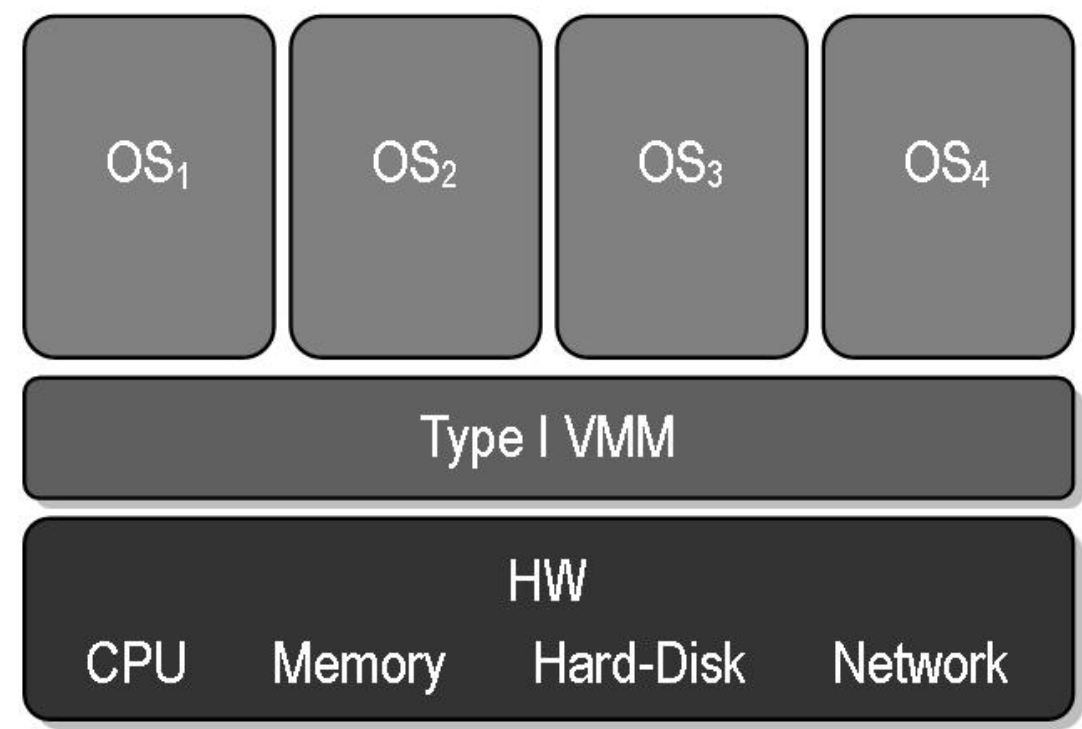 OS₁ OS₂ OS₃ OS₄
Type I VMM
HW
CPU Memory Hard-Disk Network